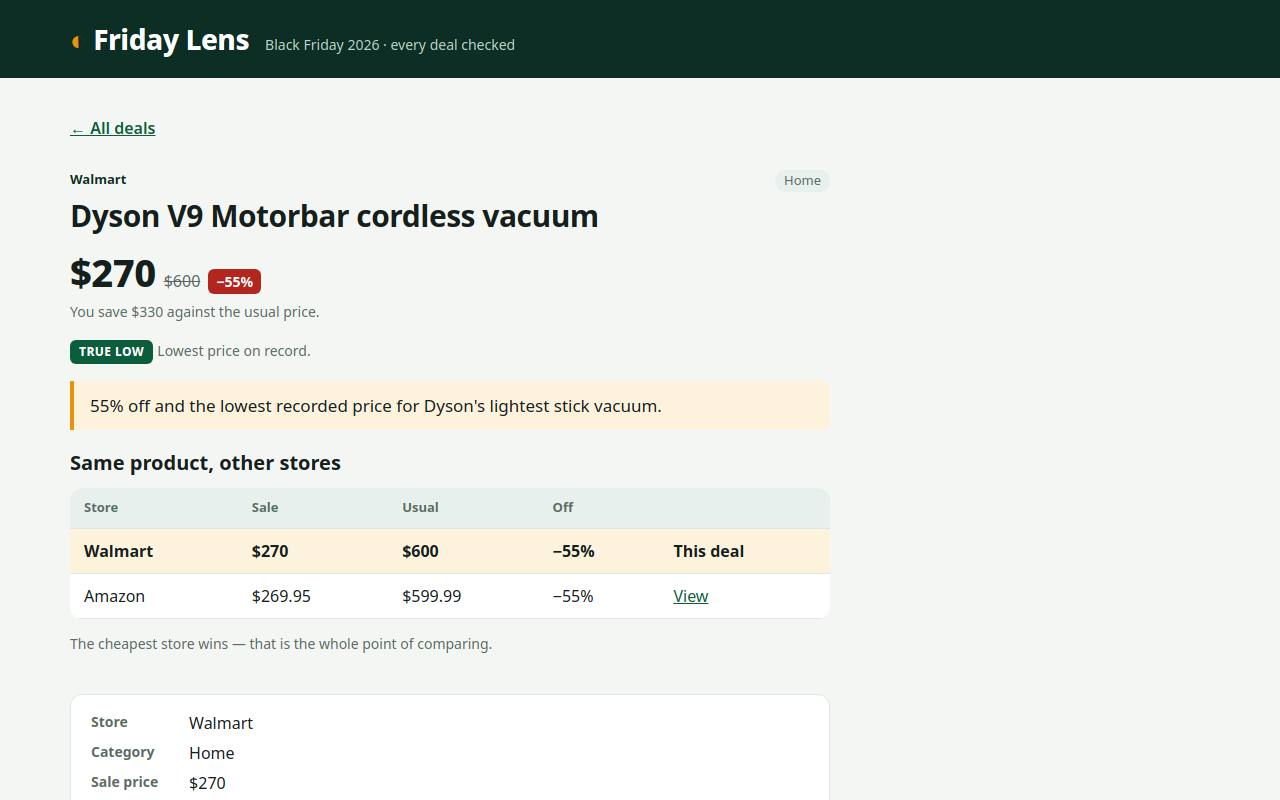 Friday Lens Black Friday 2026 · every deal checked
← All deals
Walmart Home
Dyson V9 Motorbar cordless vacuum
$270 $600 −55%
You save $330 against the usual price.
TRUE LOW Lowest price on record.
55% off and the lowest recorded price for Dyson's lightest stick vacuum.
Same product, other stores
Store Sale Usual Off
Walmart $270 $600 −55% This deal
Amazon $269.95 $599.99 −55% View
The cheapest store wins — that is the whole point of comparing.
Store Walmart
Category Home
Sale price $270